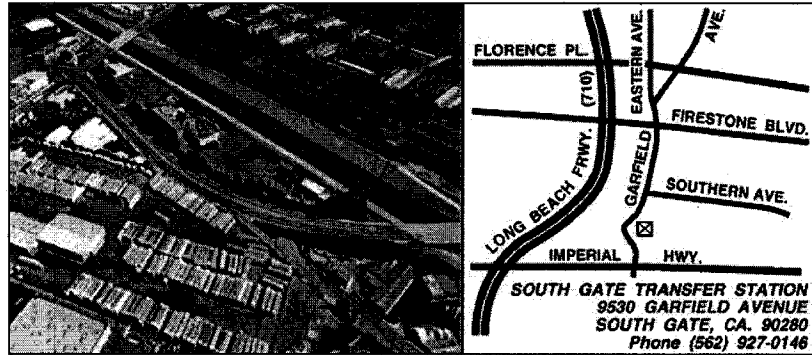 FLORENCE PL.
EASTERN AVE.
AVE.
(710)
FIRESTONE BLVD.
GARFIELD
SOUTHERN AVE.
LONG BEACH FRWY.
IMPERIAL HWY.
SOUTH GATE TRANSFER STATION
9530 GARFIELD AVENUE
SOUTH GATE, CA. 90280
Phone (562) 927-0146